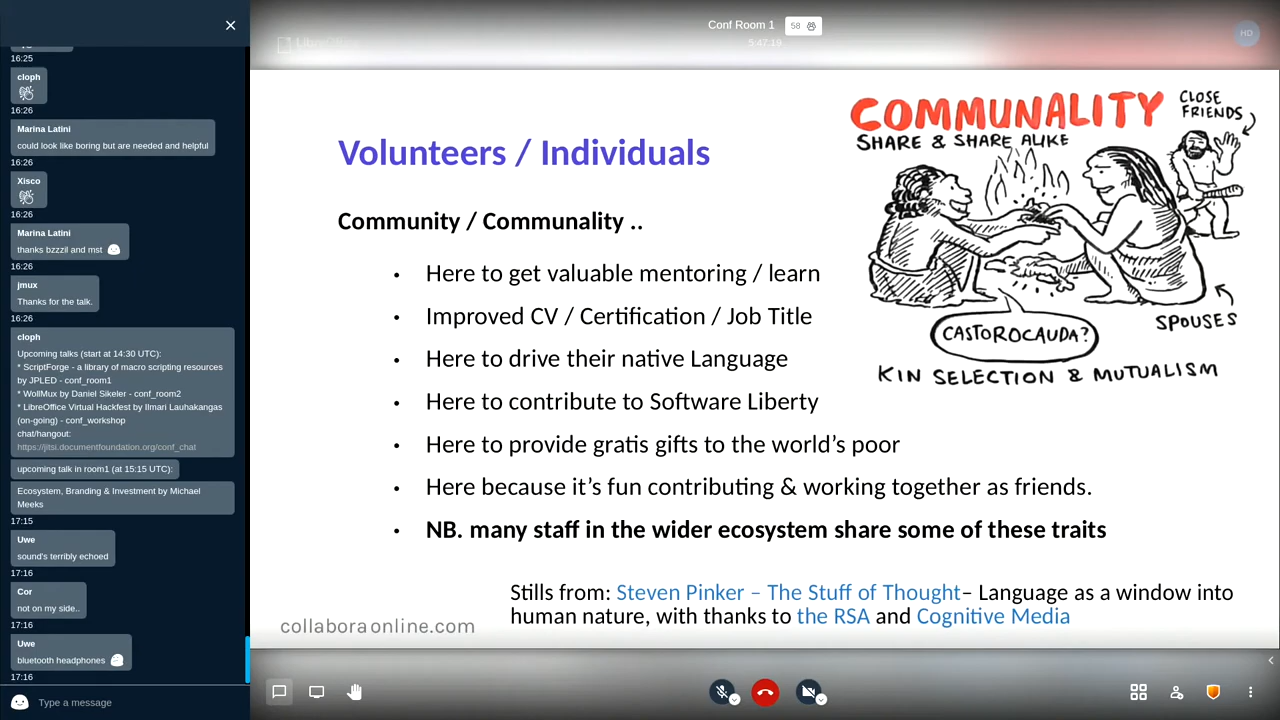 16:25
cloph
16:26
Marina Latini
could look like boring but are needed and helpful
16:26
Xisco
16:26
Marina Latini
thanks bzzzil and mst
16:26
jmux
Thanks for the talk.
16:26
cloph
Upcoming talks (start at 14:30 UTC):
* ScriptForge - a library of macro scripting resources
by JPLED - conf_room1
* WollMux by Daniel Sikeler - conf_room2
* LibreOffice Virtual Hackfest by Ilmari Lauhakangas
(on-going) - conf_workshop
chat/hangout:
https://jitsi.documentfoundation.org/conf_chat
upcoming talk in room1 (at 15:15 UTC):
Ecosystem, Branding & Investment by Michael
Meeks
17:15
Uwe
sound's terribly echoed
17:16
Cor
not on my side..
17:16
Uwe
bluetooth headphones
17:16
Type a message
Conf Room 1
58
5:47:19
HD
Volunteers / Individuals
Community / Communality ..
• Here to get valuable mentoring / learn
• Improved CV / Certification / Job Title
• Here to drive their native Language
• Here to contribute to Software Liberty
• Here to provide gratis gifts to the world's poor
• Here because it's fun contributing & working together as friends.
• NB. many staff in the wider ecosystem share some of these traits
COMMUNALITY
SHARE & SHARE ALIKE
CLOSE
FRIENDS
CASTOROCAUDA?
SPOUSES
KIN SELECTION & MUTUALISM
Stills from: Steven Pinker – The Stuff of Thought– Language as a window into
human nature, with thanks to the RSA and Cognitive Media
collaboraonline.com